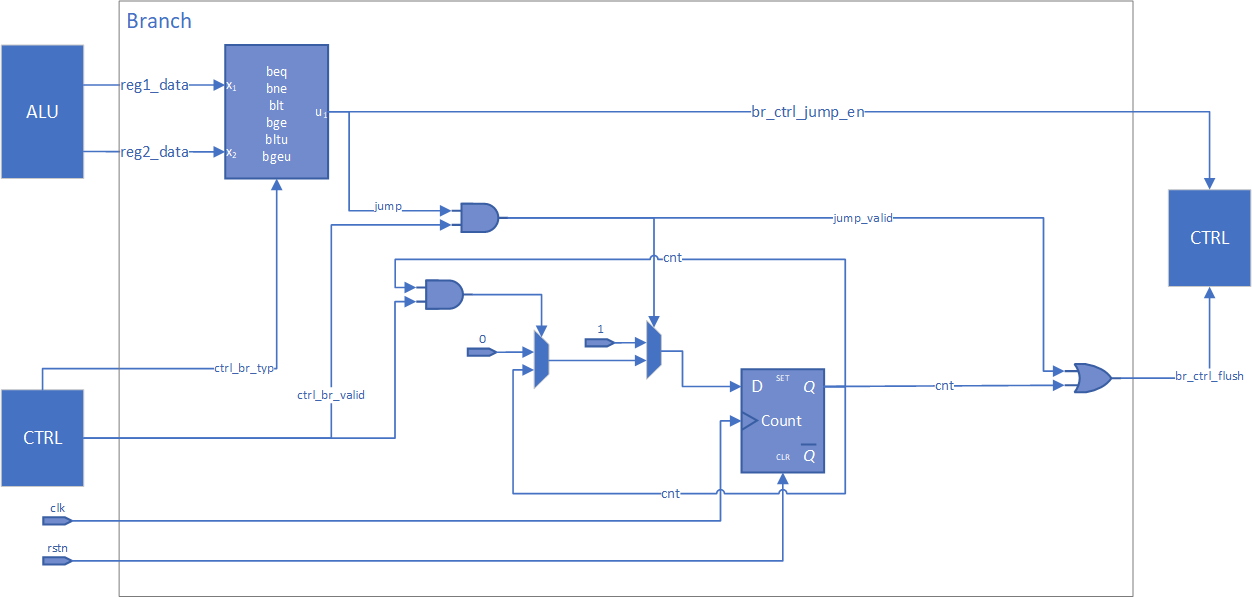 Branch
ALU
reg1_data
reg2_data
x1
x2
beq
bne
blt
bge
bltu
bgeu
u1
br_ctrl_jump_en
jump
jump_valid
CTRL
cnt
0
1
ctrl_br_typ
ctrl_br_valid
CTRL
D
SET
Q
Count
CLR
Q
cnt
br_ctrl_flush
cnt
clk
rstn